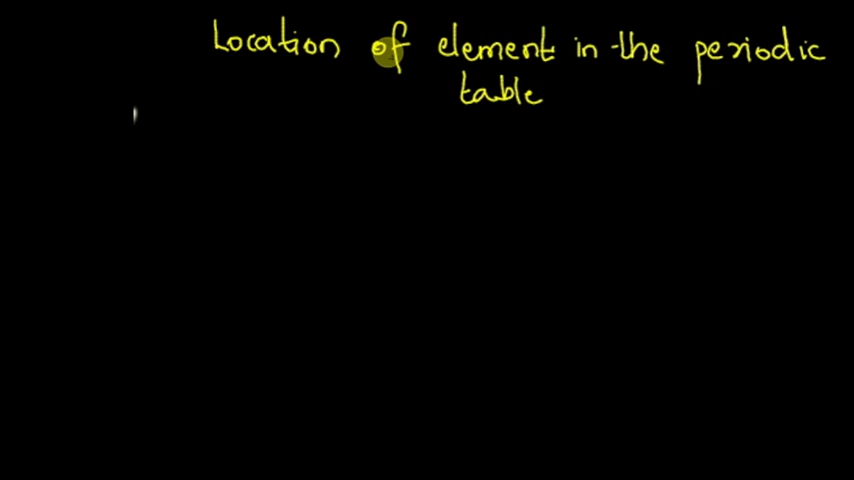 Location of element in the periodic
table